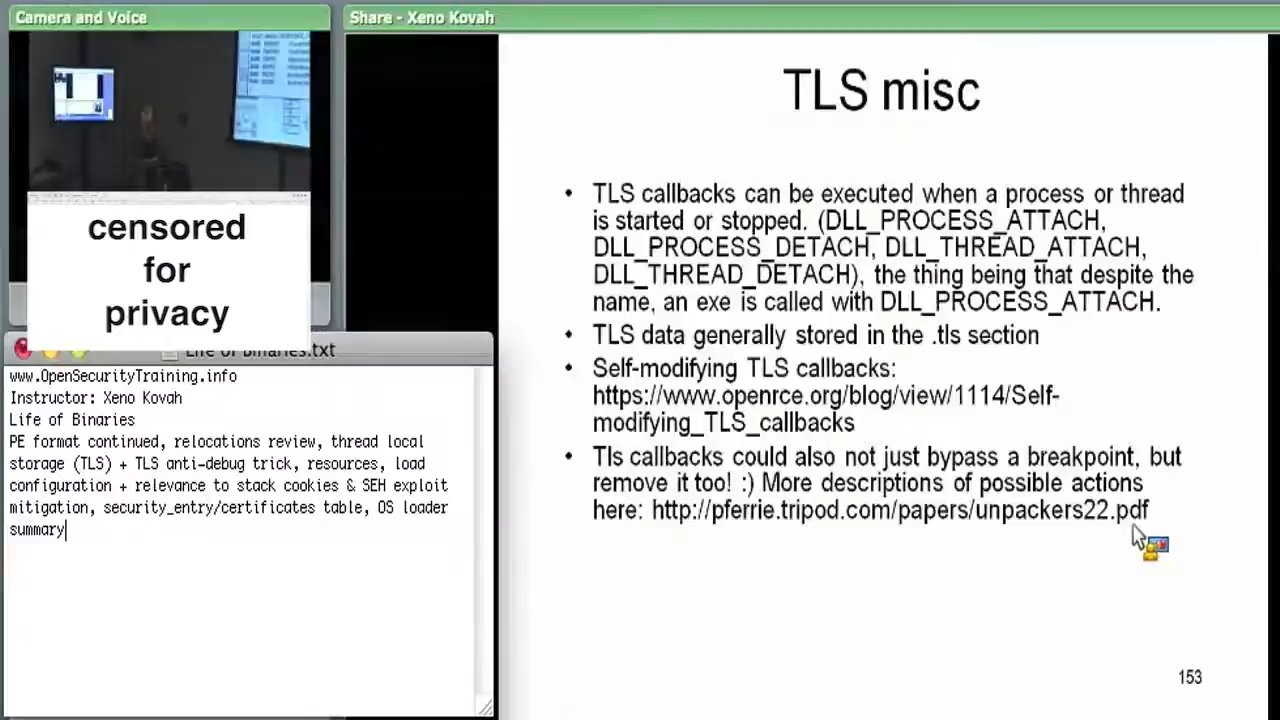 Camera and Voice
Share - Xeno Kovah
censored
for
privacy
Life of Binaries.txt
www.OpenSecurityTraining.info
Instructor: Xeno Kovah
Life of Binaries
PE format continued, relocations review, thread local
storage (TLS) + TLS anti-debug trick, resources, load
configuration + relevance to stack cookies & SEH exploit
mitigation, security_entry/certificates table, OS loader
summary
TLS misc
• TLS callbacks can be executed when a process or thread
is started or stopped. (DLL_PROCESS_ATTACH,
DLL_PROCESS_DETACH, DLL_THREAD_ATTACH,
DLL_THREAD_DETACH), the thing being that despite the
name, an exe is called with DLL_PROCESS_ATTACH.
• TLS data generally stored in the .tls section
• Self-modifying TLS callbacks:
https://www.openrce.org/blog/view/1114/Self-
modifying_TLS_callbacks
• Tls callbacks could also not just bypass a breakpoint, but
remove it too! :) More descriptions of possible actions
here: http://pferrie.tripod.com/papers/unpackers22.pdf
153